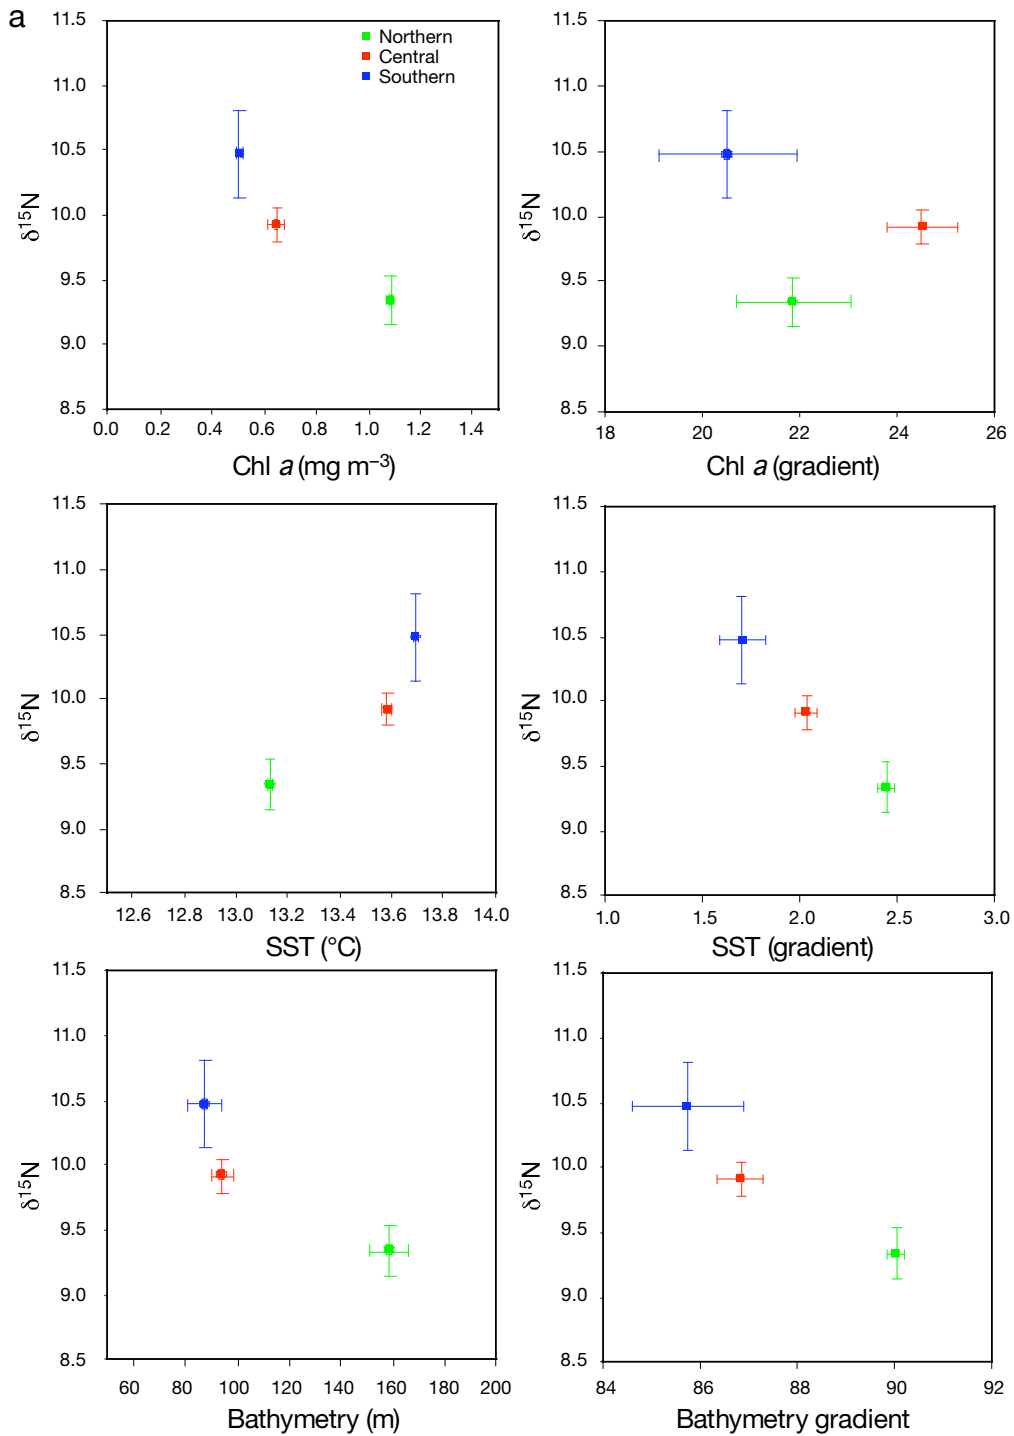 a
11.5
11.0
10.5
10.0
9.5
9.0
8.5
δ15N
Northern
Central
Southern
0.0 0.2 0.4 0.6 0.8 1.0 1.2 1.4
Chl a (mg m–3)
11.5
11.0
10.5
10.0
9.5
9.0
8.5
δ15N
18 20 22 24 26
Chl a (gradient)
11.5
11.0
10.5
10.0
9.5
9.0
8.5
δ15N
12.6 12.8 13.0 13.2 13.4 13.6 13.8 14.0
SST (°C)
11.5
11.0
10.5
10.0
9.5
9.0
8.5
δ15N
1.0 1.5 2.0 2.5 3.0
SST (gradient)
11.5
11.0
10.5
10.0
9.5
9.0
8.5
δ15N
60 80 100 120 140 160 180 200
Bathymetry (m)
11.5
11.0
10.5
10.0
9.5
9.0
8.5
δ15N
84 86 88 90 92
Bathymetry gradient